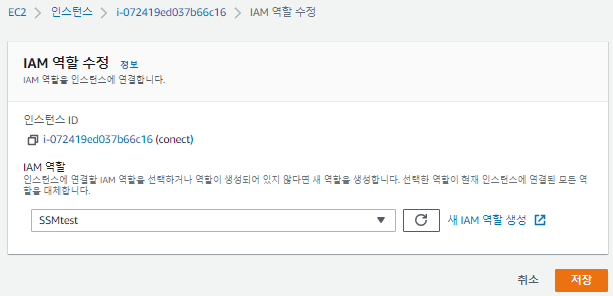 EC2 > 인스턴스 > i-072419ed037b66c16 > IAM 역할 수정
IAM 역할 수정 정보
IAM 역할을 인스턴스에 연결합니다.
인스턴스 ID
i-072419ed037b66c16 (conect)
IAM 역할
인스턴스에 연결할 IAM 역할을 선택하거나 역할이 생성되어 있지 않다면 새 역할을 생성합니다. 선택한 역할이 현재 인스턴스에 연결된 모든 역
할을 대체합니다.
SSMtest 새 IAM 역할 생성
취소 저장